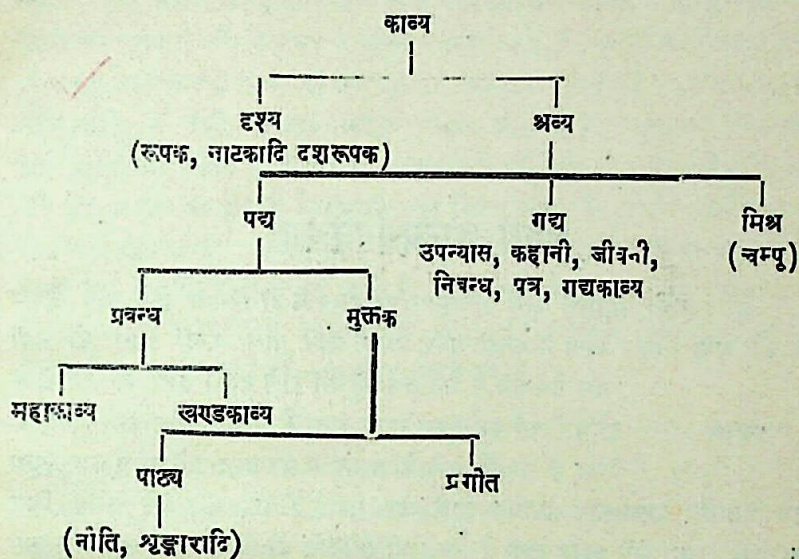 काव्य
दृश्य श्रव्य
(रूपक, नाटकादि दशरूपक)
पद्य गद्य मिश्र
उपन्यास, कहानी, जीवनी, (चम्पू)
निबन्ध, पत्र, गद्यकाव्य
प्रबन्ध मुक्तक
महाकाव्य खण्डकाव्य
पाठ्य प्रगीत
(नीति, श्रृङ्गारादि)